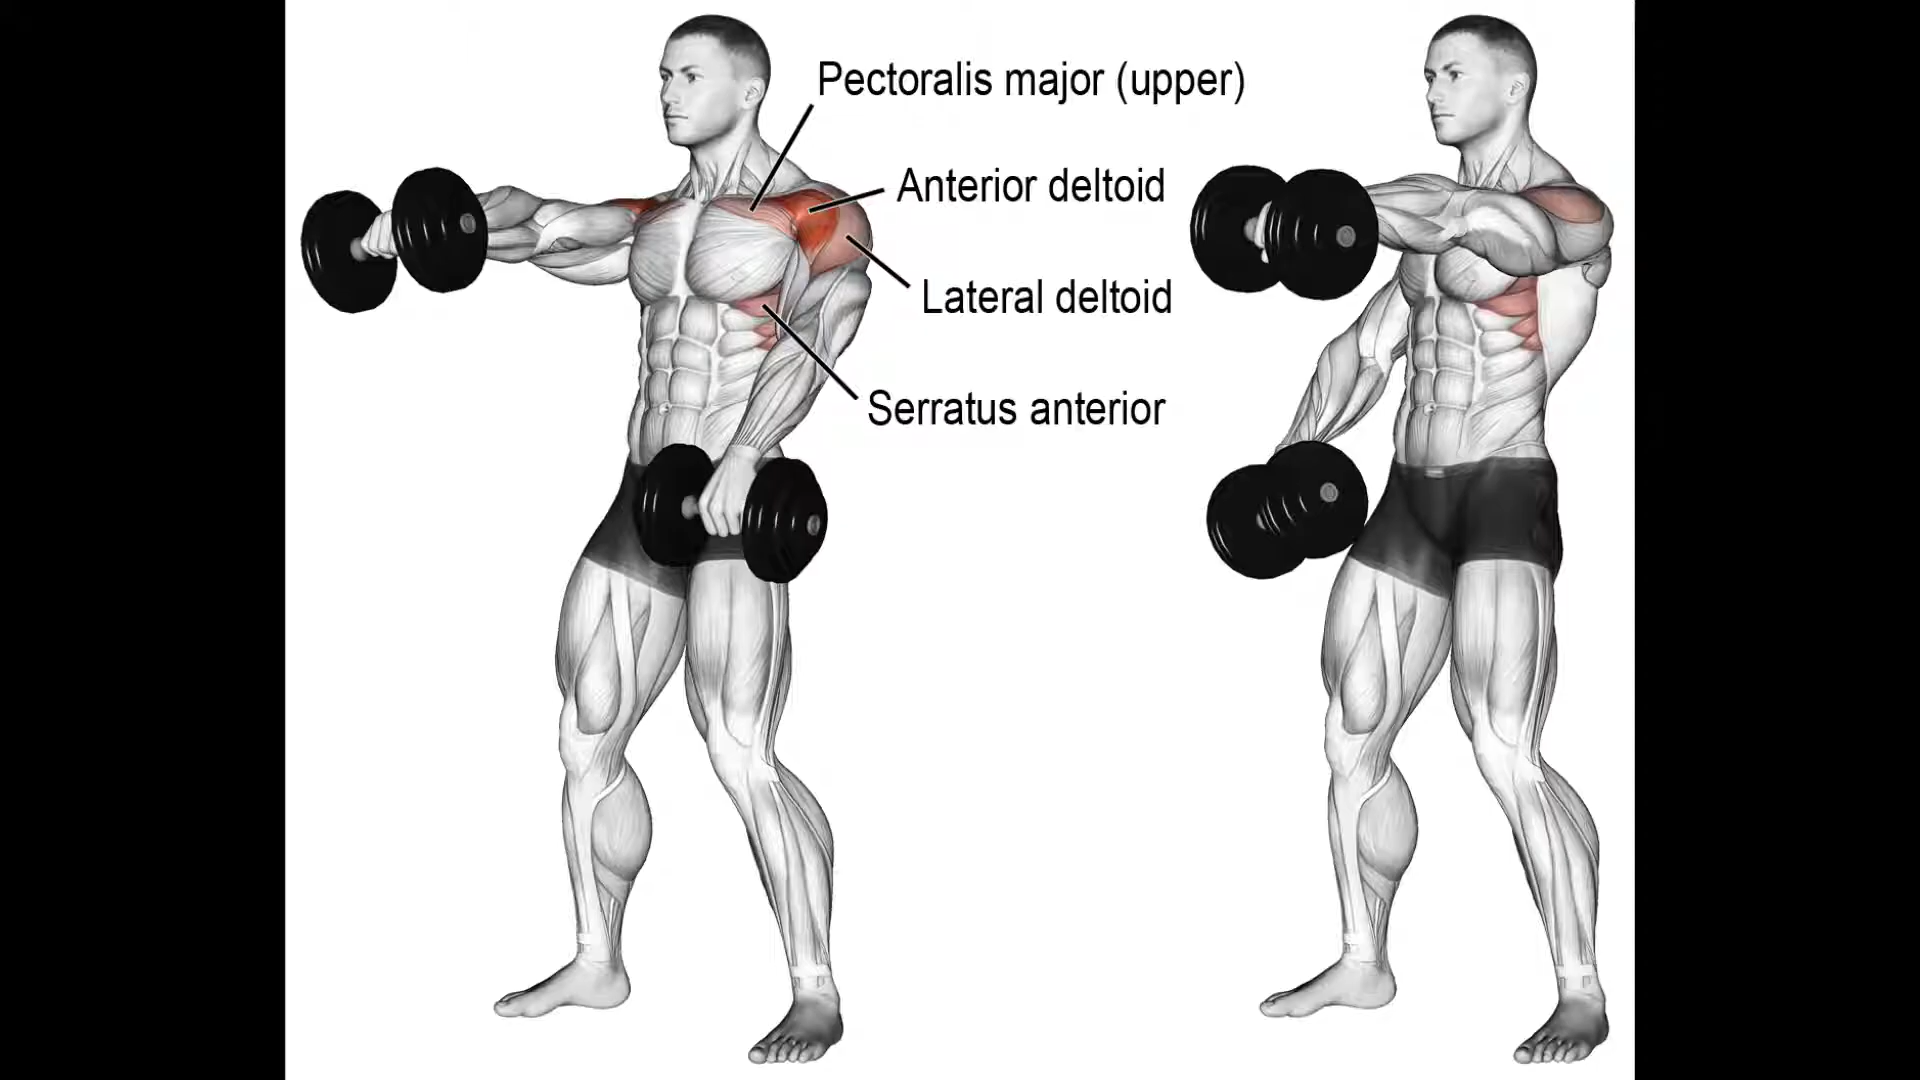 Pectoralis major (upper)
Anterior deltoid
Lateral deltoid
Serratus anterior